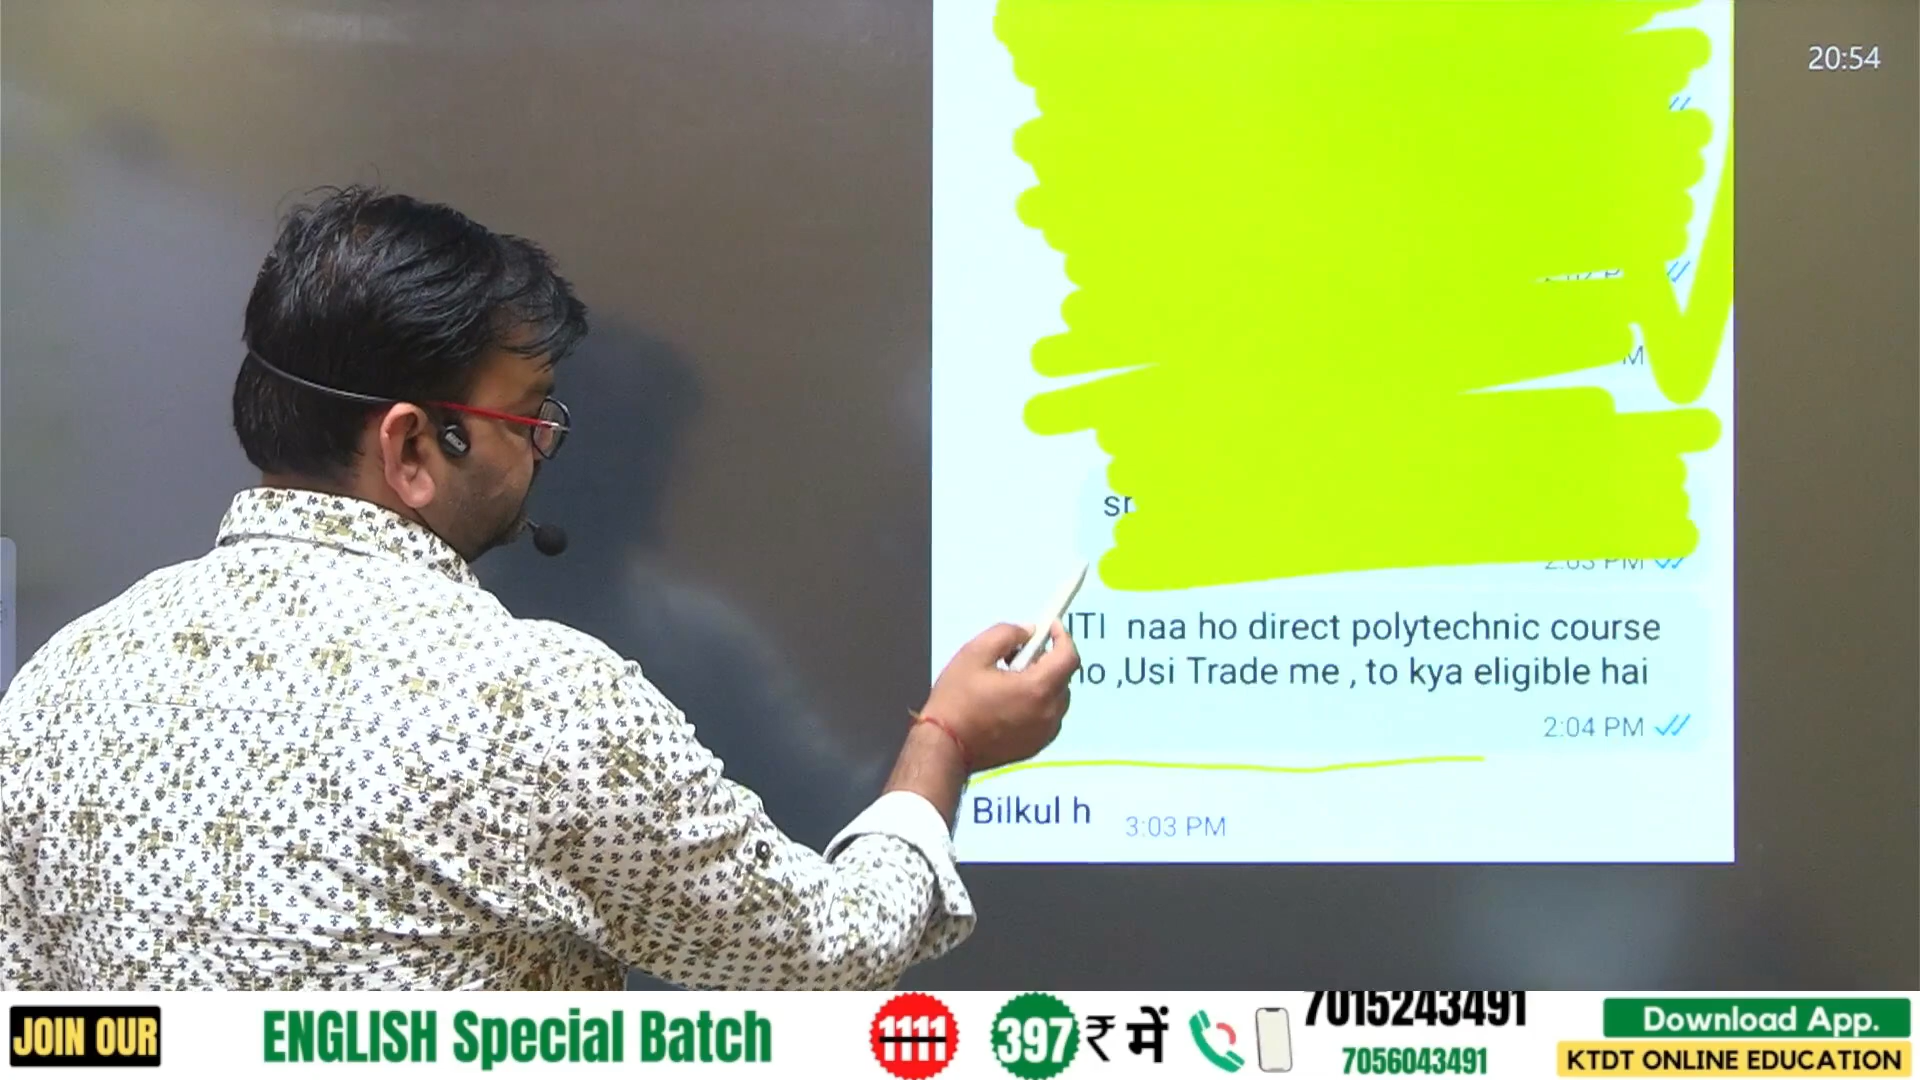 20:54
ITI naa ho direct polytechnic course
,Usi Trade me , to kya eligible hai
2:04 PM
Bilkul h
3:03 PM
JOIN OUR
ENGLISH Special Batch
1111
397 ₹ में
7015243491
7056043491
Download App.
KTDT ONLINE EDUCATION